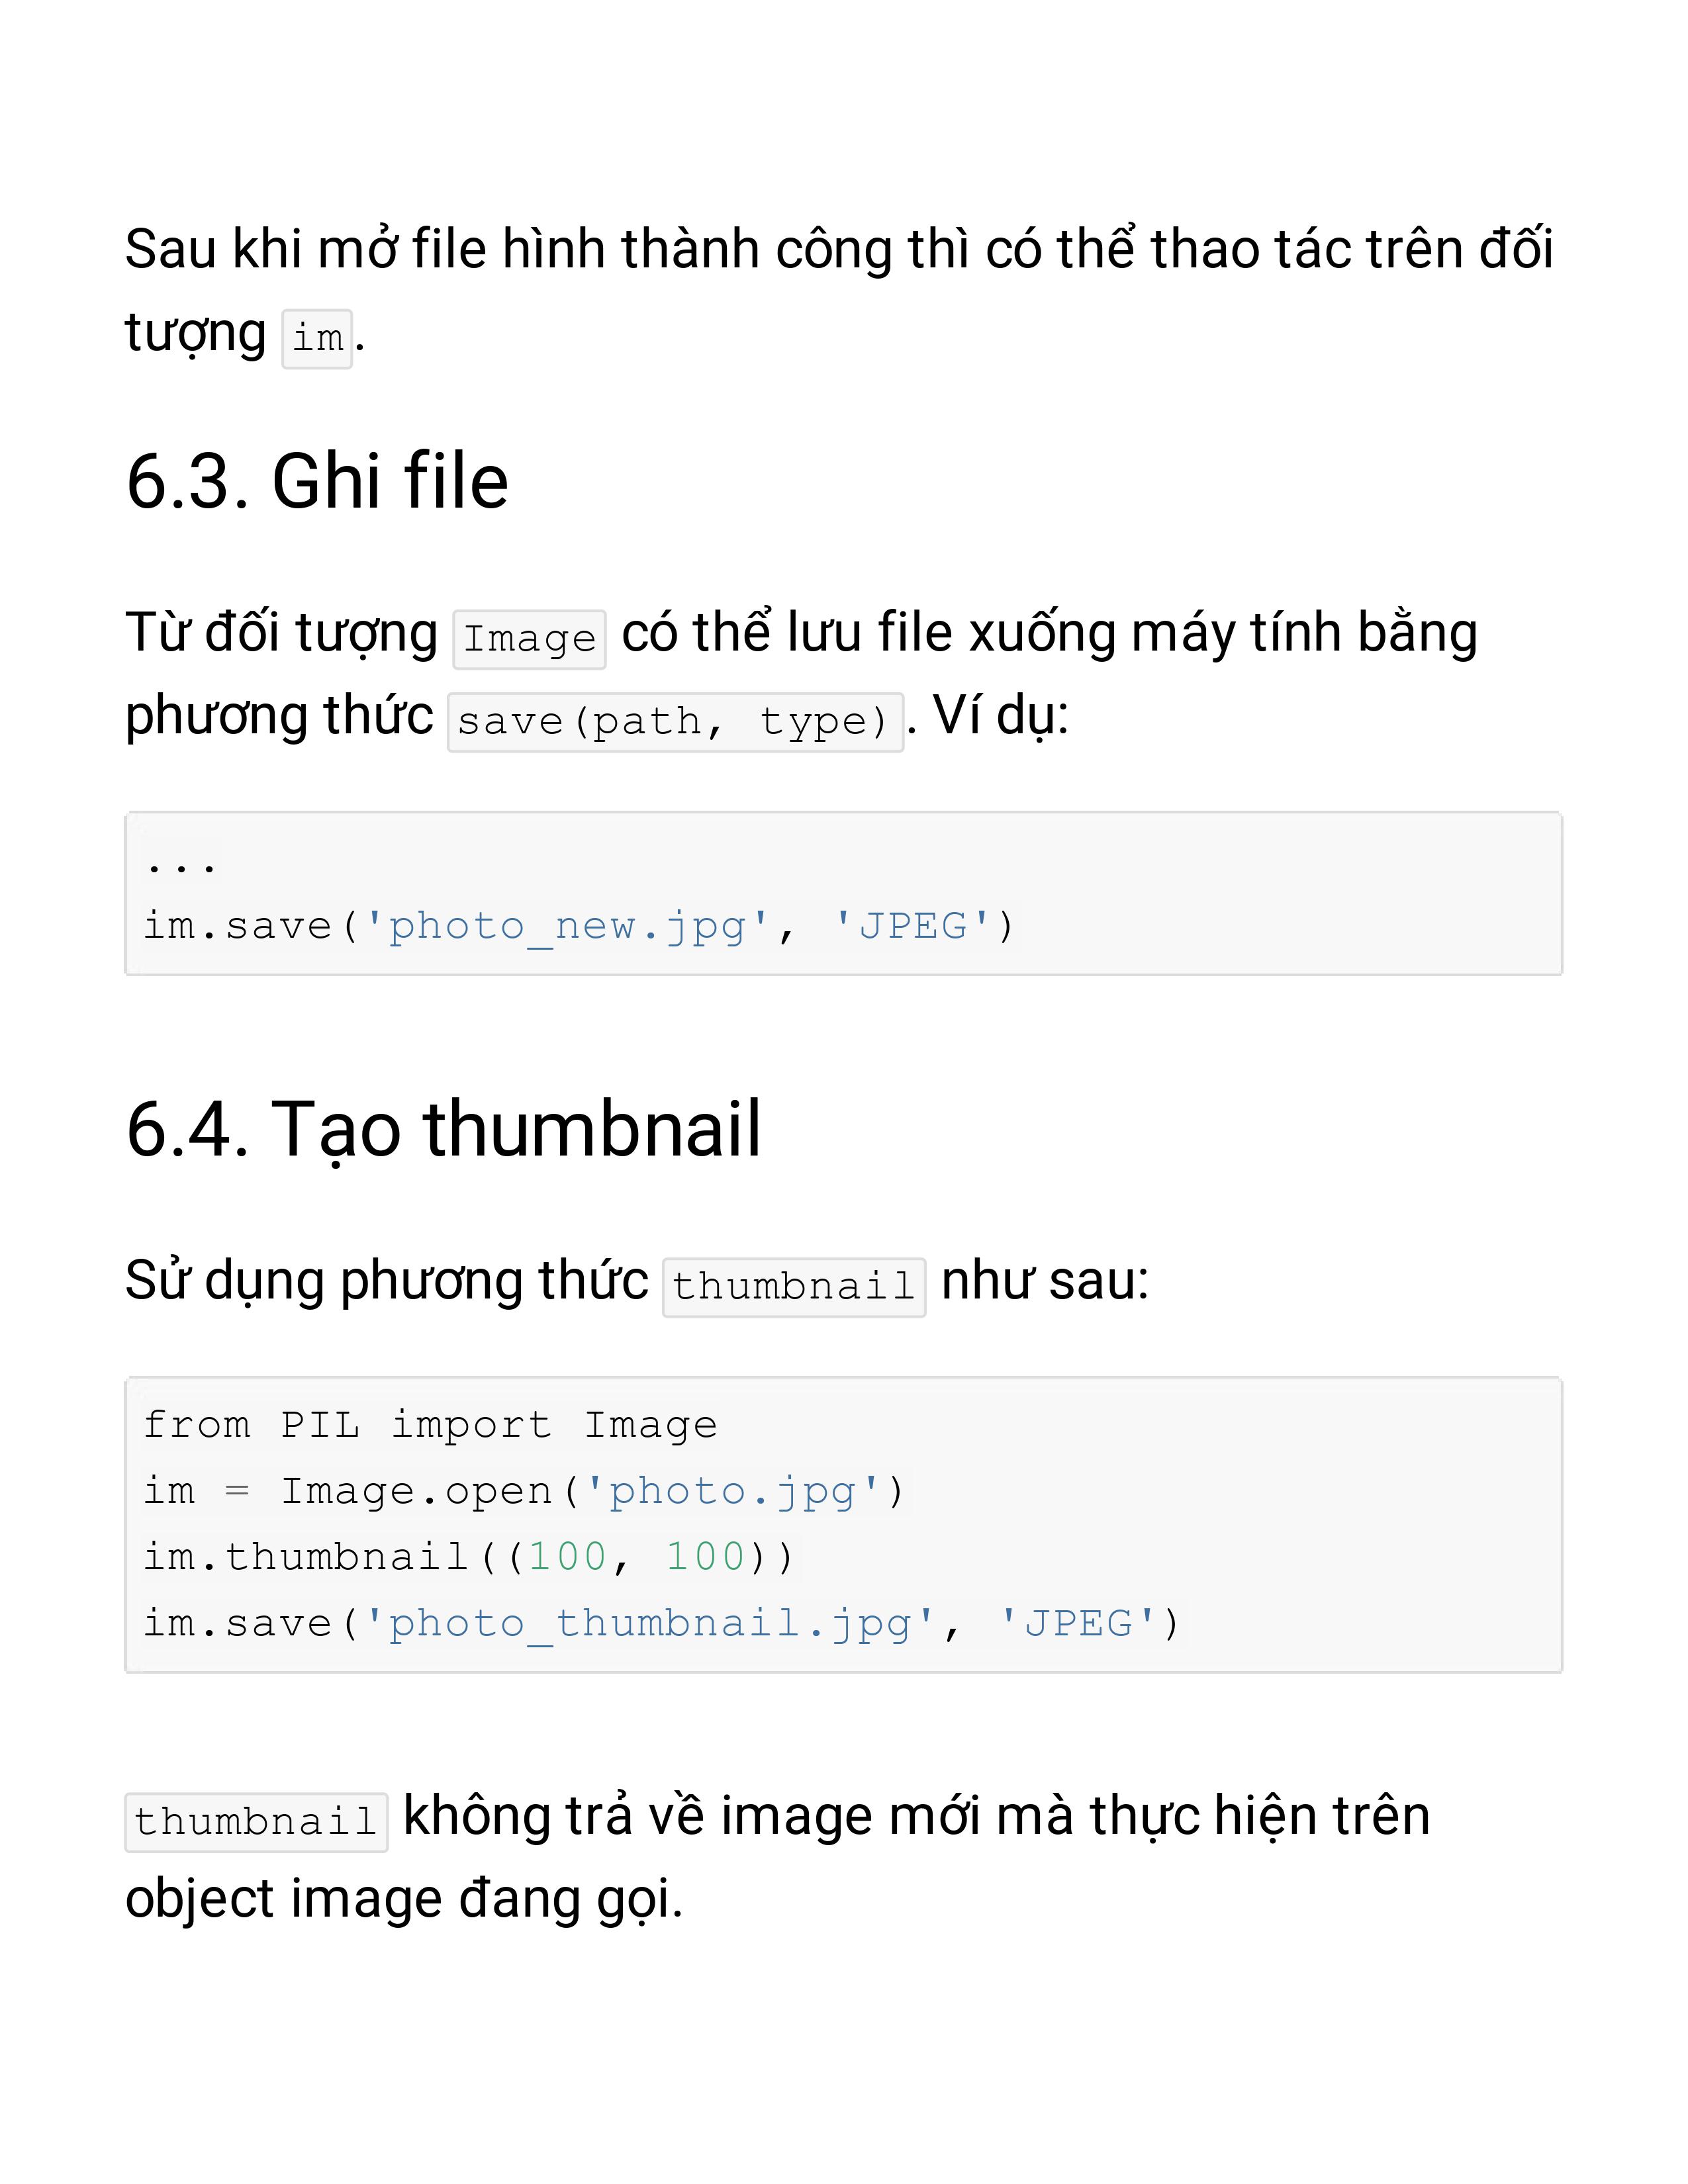 Sau khi mở file hình thành công thì có thể thao tác trên đối
tượng im.
6.3. Ghi file
Từ đối tượng Image có thể lưu file xuống máy tính bằng
phương thức save(path, type). Ví dụ:
...
im.save('photo_new.jpg', 'JPEG')
6.4. Tạo thumbnail
Sử dụng phương thức thumbnail như sau:
from PIL import Image
im = Image.open('photo.jpg')
im.thumbnail((100, 100))
im.save('photo_thumbnail.jpg', 'JPEG')
thumbnail không trả về image mới mà thực hiện trên
object image đang gọi.